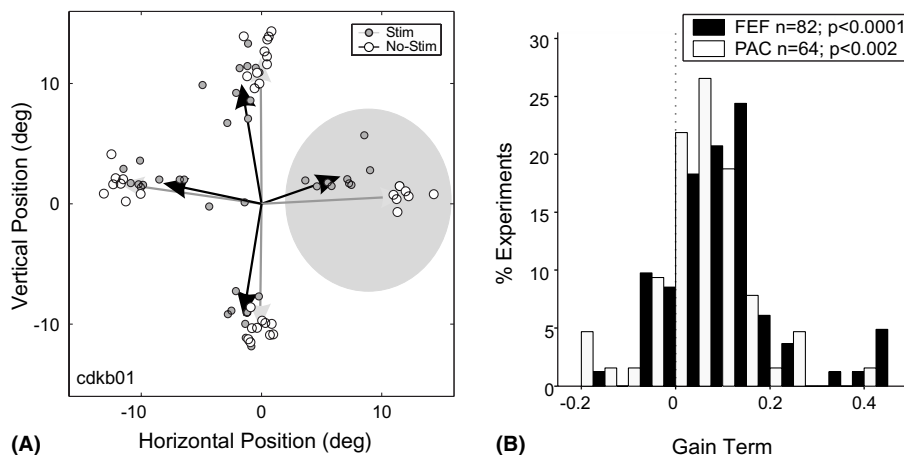 Stim
No-Stim
10
0
-10
Vertical Position (deg)
cdkb01
-10
0
10
(A)
Horizontal Position (deg)
FEF n=82; p<0.0001
PAC n=64; p<0.002
30
25
20
15
10
5
0
% Experiments
-0.2
0
0.2
0.4
(B)
Gain Term